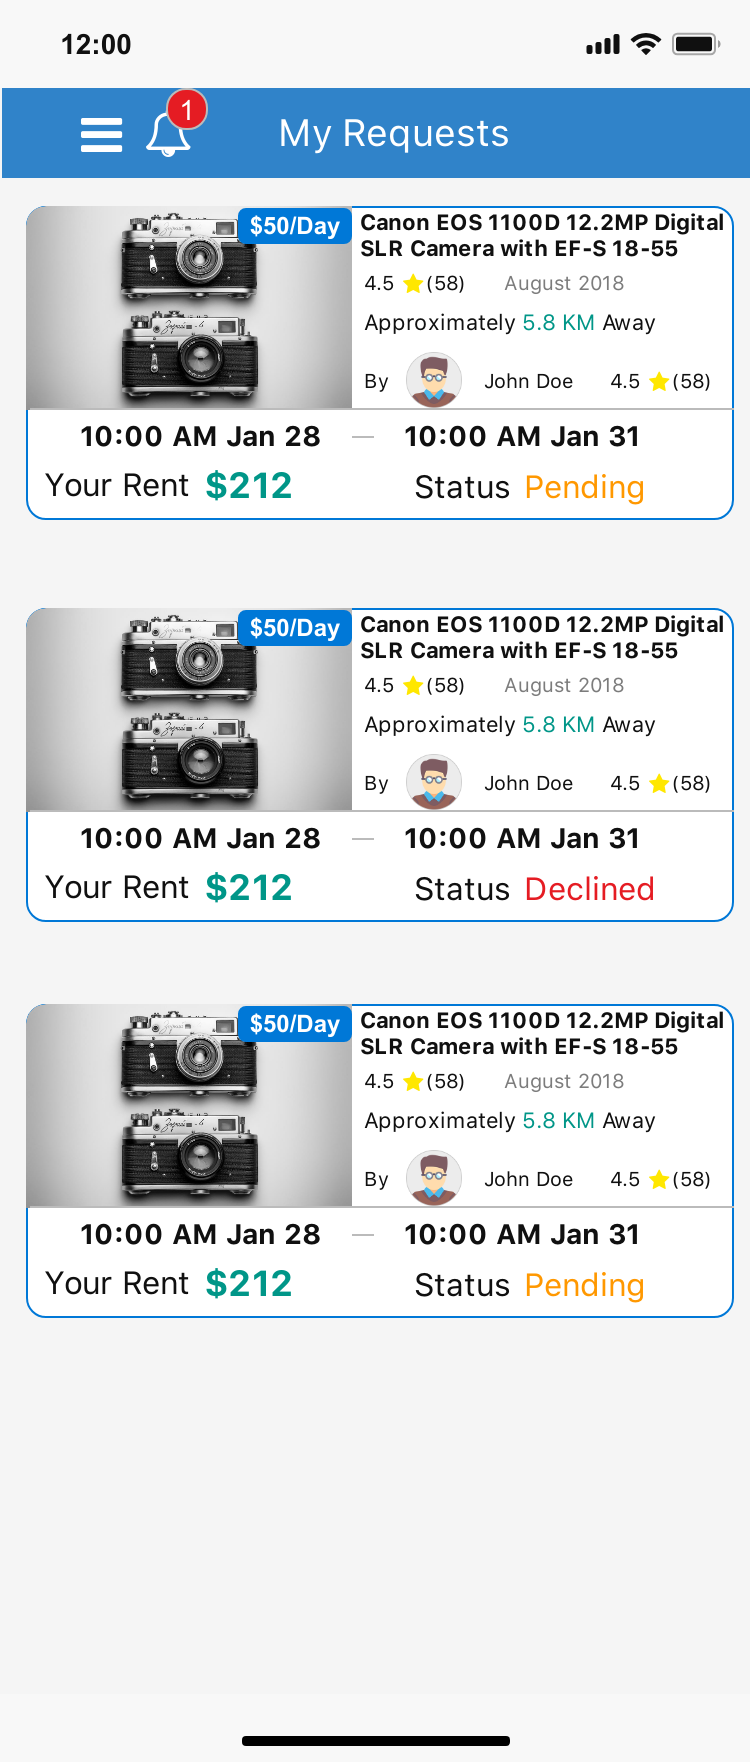 12:00
1
My Requests
$50/Day
Canon EOS 1100D 12.2MP Digital
SLR Camera with EF-S 18-55
4.5 (58) August 2018
Approximately 5.8 KM Away
By John Doe 4.5 (58)
10:00 AM Jan 28 — 10:00 AM Jan 31
Your Rent $212 Status Pending
$50/Day
Canon EOS 1100D 12.2MP Digital
SLR Camera with EF-S 18-55
4.5 (58) August 2018
Approximately 5.8 KM Away
By John Doe 4.5 (58)
10:00 AM Jan 28 — 10:00 AM Jan 31
Your Rent $212 Status Declined
$50/Day
Canon EOS 1100D 12.2MP Digital
SLR Camera with EF-S 18-55
4.5 (58) August 2018
Approximately 5.8 KM Away
By John Doe 4.5 (58)
10:00 AM Jan 28 — 10:00 AM Jan 31
Your Rent $212 Status Pending